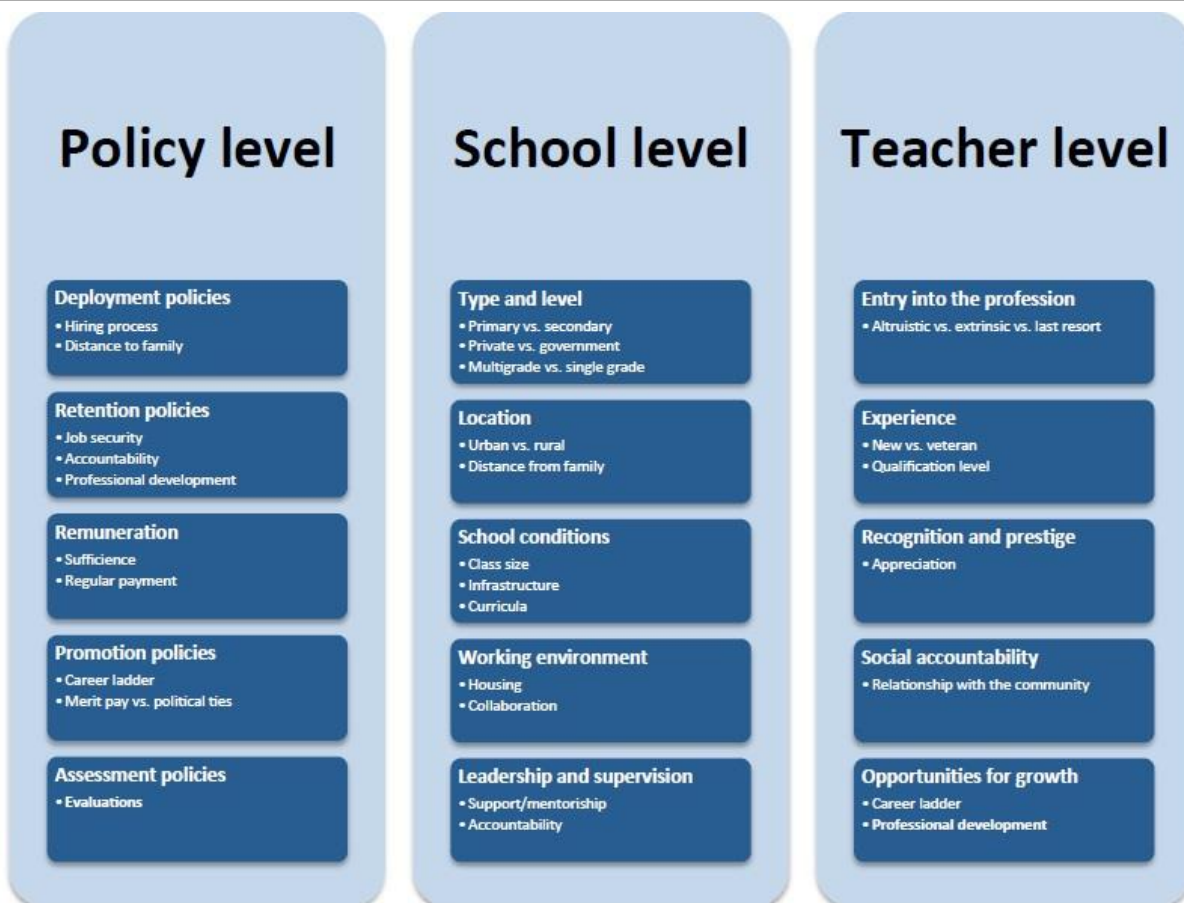 Policy level
Deployment policies
• Hiring process
• Distance to family
Retention policies
• Job security
• Accountability
• Professional development
Remuneration
• Sufficience
• Regular payment
Promotion policies
• Career ladder
• Merit pay vs. political ties
Assessment policies
• Evaluations
School level
Type and level
• Primary vs. secondary
• Private vs. government
• Multigrade vs. single grade
Location
• Urban vs. rural
• Distance from family
School conditions
• Class size
• Infrastructure
• Curricula
Working environment
• Housing
• Collaboration
Leadership and supervision
• Support/mentorship
• Accountability
Teacher level
Entry into the profession
• Altruistic vs. extrinsic vs. last resort
Experience
• New vs. veteran
• Qualification level
Recognition and prestige
• Appreciation
Social accountability
• Relationship with the community
Opportunities for growth
• Career ladder
• Professional development